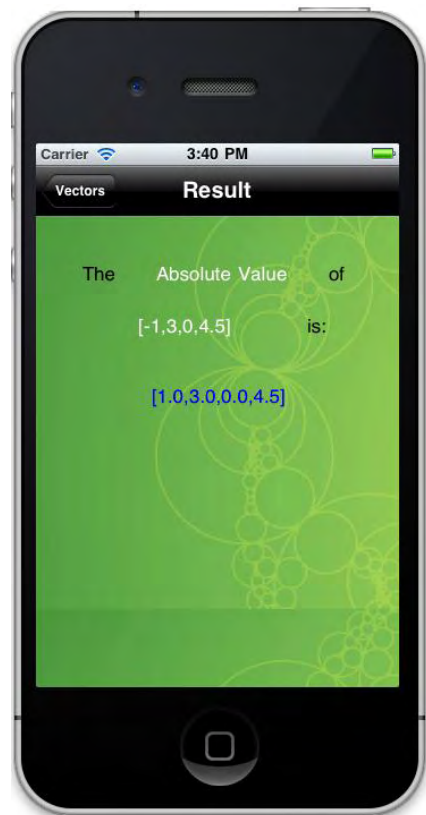 Carrier 3:40 PM
Vectors Result
The Absolute Value of
[-1,3,0,4.5] is:
[1.0,3.0,0.0,4.5]